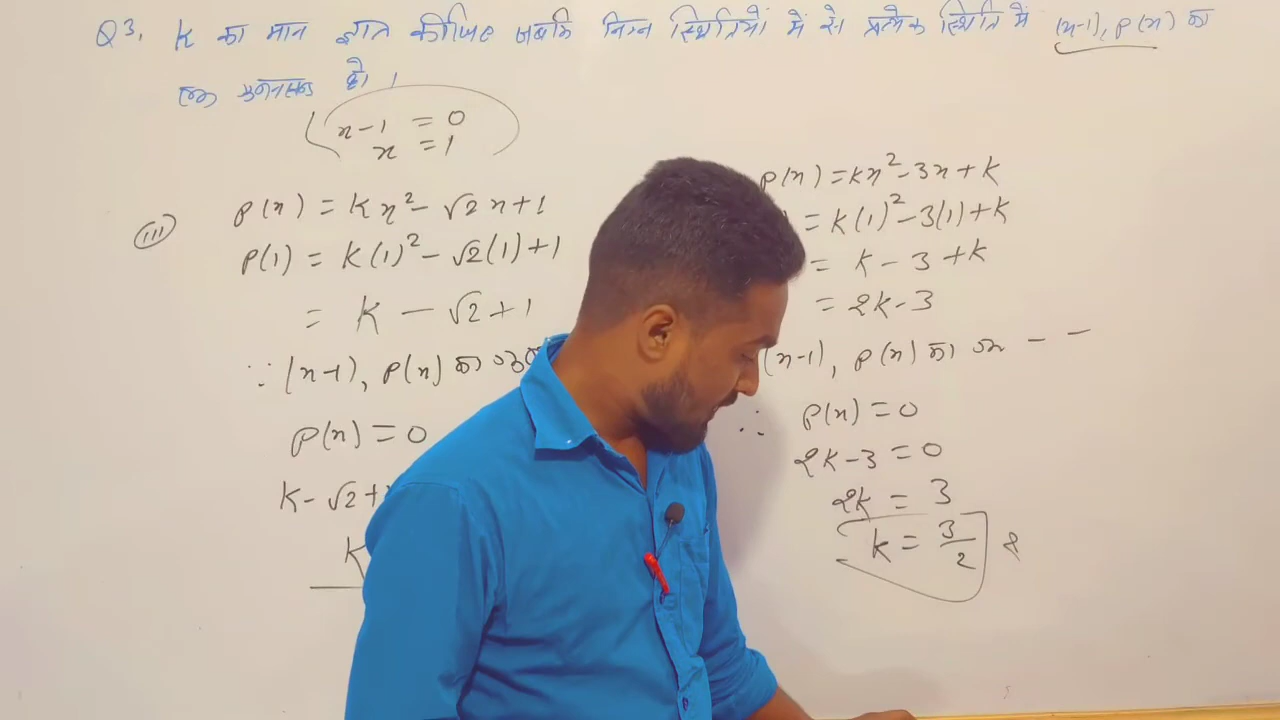 Q3. K का मान ज्ञात कीजिए जबकि निम्न स्थितियों में से प्रत्येक स्थिति में (x-1), p(x) का
एक गुणनखंड हो।
x-1 = 0
x = 1
(iii)
p(x) = Kx² - √2x + 1
p(1) = K(1)² - √2(1) + 1
= K - √2 + 1
∵ (x-1), p(x) का
p(x) = 0
K - √2 +
K
p(x) = kx² - 3x + k
= k(1)² - 3(1) + k
= k - 3 + k
= 2k - 3
(x-1), p(x) का - -
∴ p(x) = 0
2k - 3 = 0
2k = 3
k = 3/2